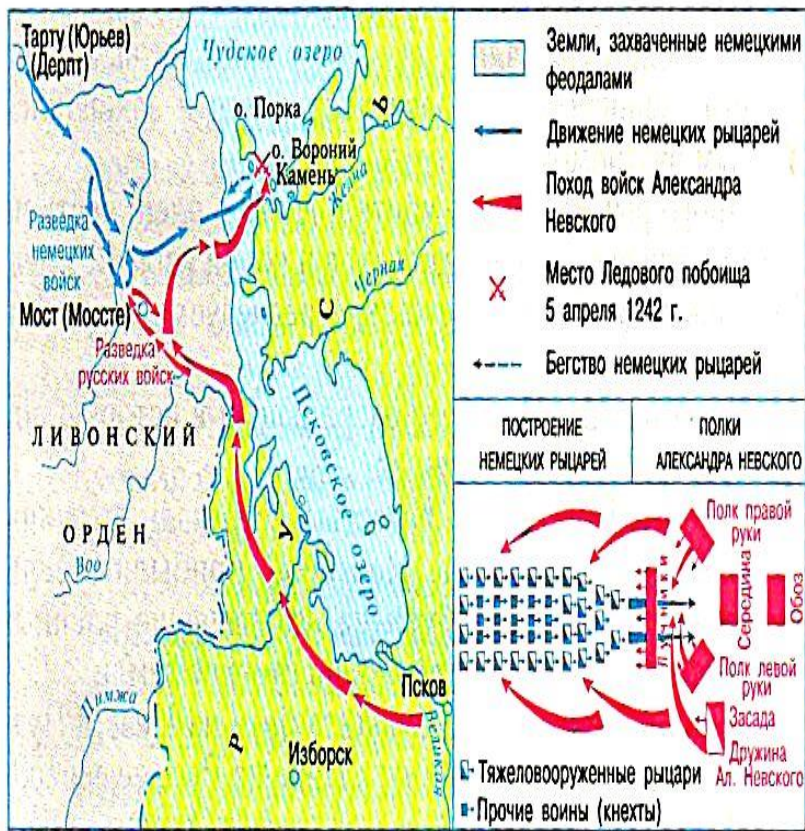 Тарту (Юрьев)
(Дерпт)
Чудское озеро
о. Порка
о. Вороний
Камень
Желча
Ая
Разведка
немецких
войск
Черная
Мост (Моссте)
Разведка
русских войск
ЛИВОНСКИЙ
ОРДЕН
Воо
Псковское озеро
Пимжа
Псков
Великая
Изборск
Р У С Ь
Земли, захваченные немецкими
феодалами
Движение немецких рыцарей
Поход войск Александра
Невского
Место Ледового побоища
5 апреля 1242 г.
Бегство немецких рыцарей
ПОСТРОЕНИЕ
НЕМЕЦКИХ РЫЦАРЕЙ
ПОЛКИ
АЛЕКСАНДРА НЕВСКОГО
Полк правой
руки
Лучники
Середина
Обоз
Полк левой
руки
Засада
Дружина
Ал. Невского
Тяжеловооруженные рыцари
Прочие воины (кнехты)